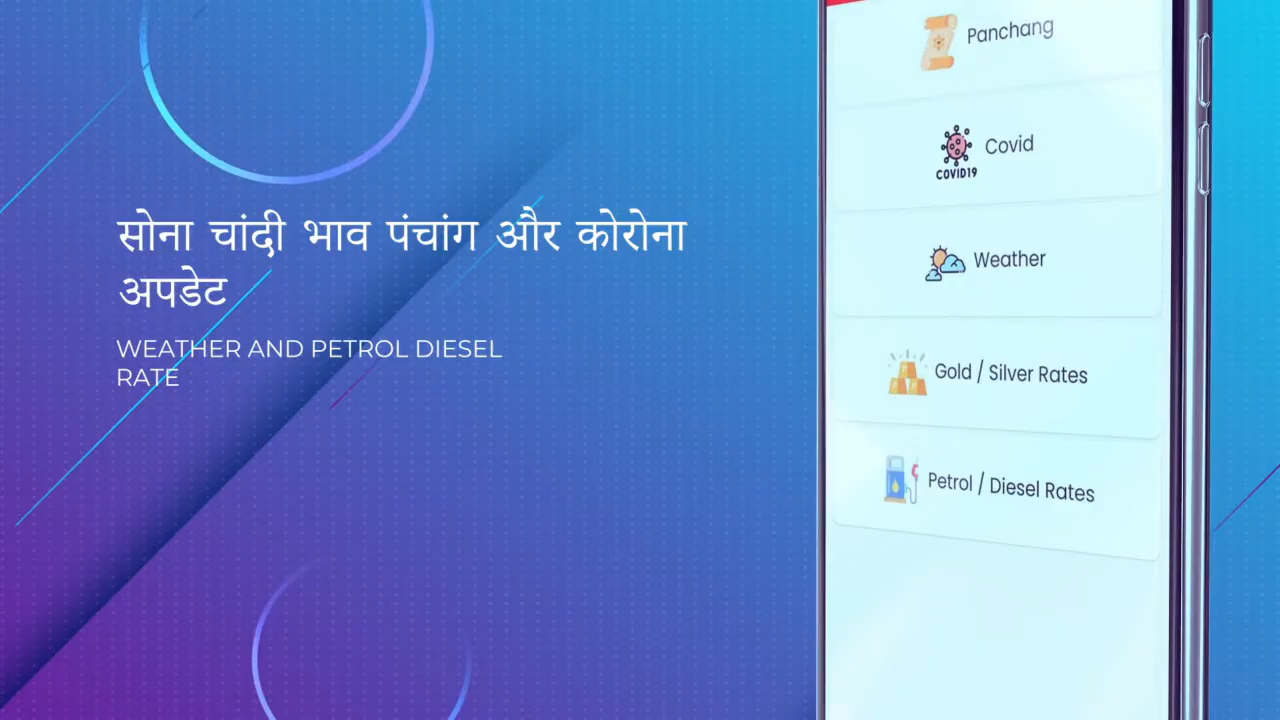 सोना चांदी भाव पंचांग और कोरोना
अपडेट
WEATHER AND PETROL DIESEL
RATE
Panchang
COVID19
Covid
Weather
Gold / Silver Rates
Petrol / Diesel Rates